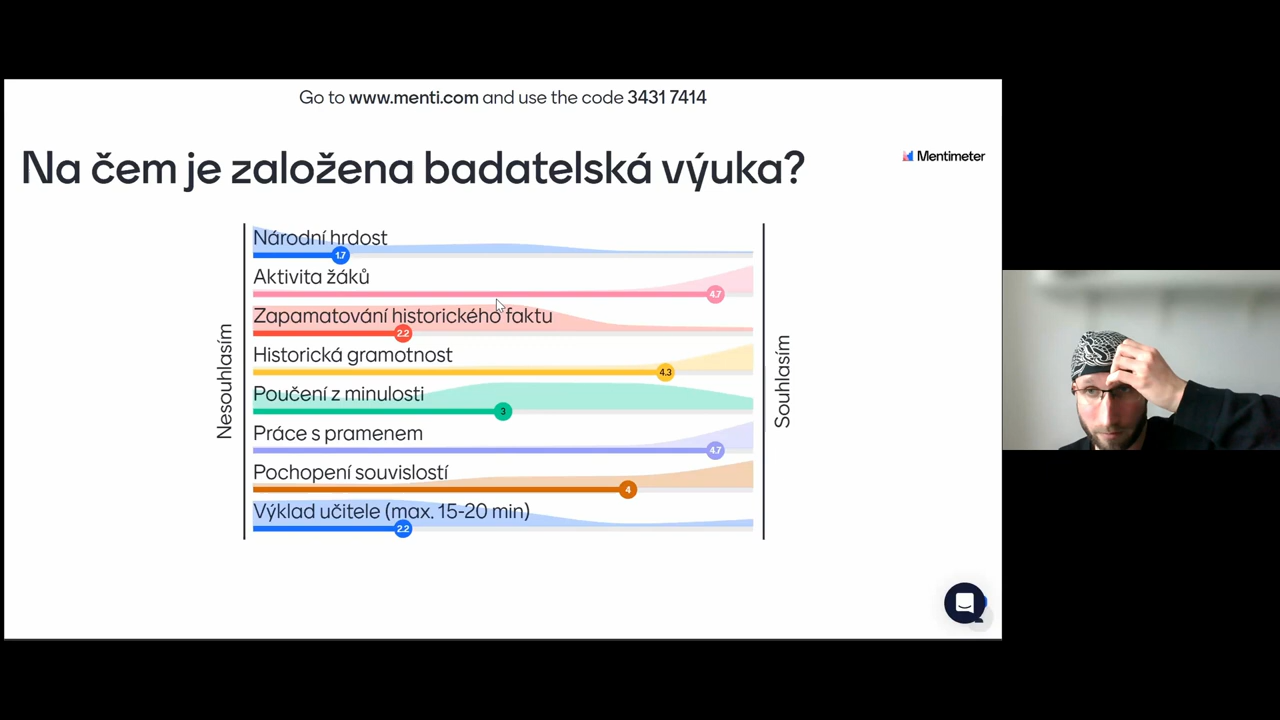 Go to www.menti.com and use the code 3431 7414
Na čem je založena badatelská výuka?
Mentimeter
Národní hrdost
1.7
Aktivita žáků
4.7
Zapamatování historického faktu
2.2
Historická gramotnost
4.3
Poučení z minulosti
3
Práce s pramenem
4.7
Pochopení souvislostí
4
Výklad učitele (max. 15-20 min)
2.2
Nesouhlasím
Souhlasím